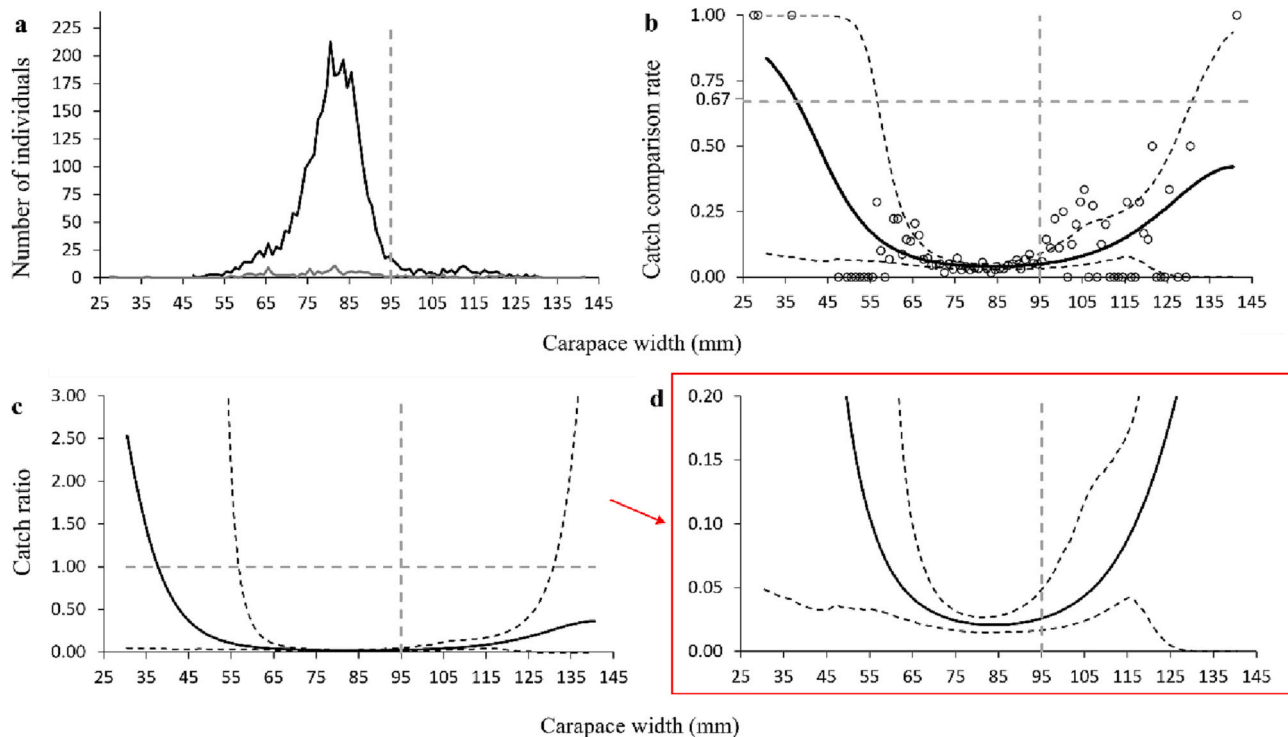 a
Number of individuals
225
200
175
150
125
100
75
50
25
0
25 35 45 55 65 75 85 95 105 115 125 135 145
b
Catch comparison rate
1.00
0.75
0.67
0.50
0.25
0.00
25 35 45 55 65 75 85 95 105 115 125 135 145
Carapace width (mm)
c
Catch ratio
3.00
2.50
2.00
1.50
1.00
0.50
0.00
25 35 45 55 65 75 85 95 105 115 125 135 145
d
0.20
0.15
0.10
0.05
0.00
25 35 45 55 65 75 85 95 105 115 125 135 145
Carapace width (mm)